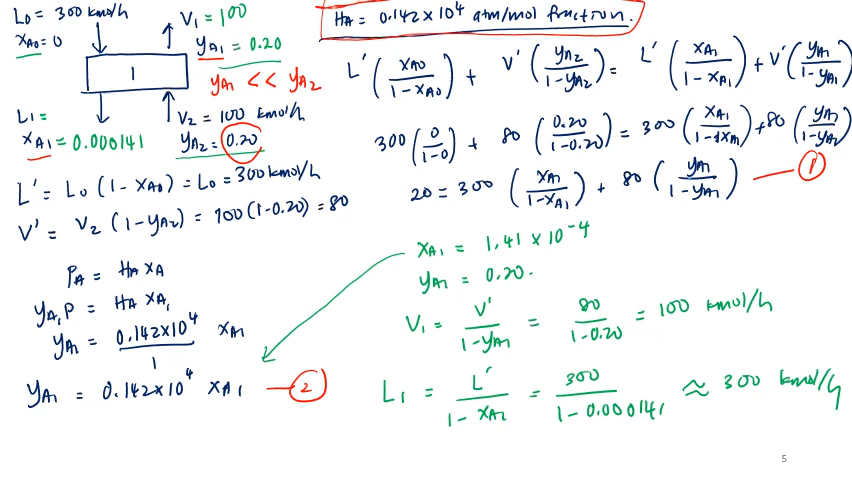 L0 = 300 kmol/h
xA0 = 0
V1 = 100
yA1 = 0.20
yA1 << yA2
1
L1 =
xA1 = 0.000141
V2 = 100 kmol/h
yA2 = 0.20
L' = L0 (1-xA0) = L0 = 300 kmol/h
V' = V2 (1-yA2) = 100(1-0.20) = 80
PA = HA xA
yA1 P = HA xA1
yA1 = 0.142x10^4 / 1 xA1
yA1 = 0.142x10^4 xA1 — 2
HA = 0.142 x 10^4 atm/mol fraction.
L' (xA0 / 1-xA0) + V' (yA2 / 1-yA2) = L' (xA1 / 1-xA1) + V' (yA1 / 1-yA1)
300 (0 / 1-0) + 80 (0.20 / 1-0.20) = 300 (xA1 / 1-xA1) + 80 (yA1 / 1-yA2)
20 = 300 (xA1 / 1-xA1) + 80 (yA1 / 1-yA1) — 1
xA1 = 1.41 x 10^-4
yA1 = 0.20.
V1 = V' / 1-yA1 = 80 / 1-0.20 = 100 kmol/h
L1 = L' / 1-xA2 = 300 / 1-0.000141 ≈ 300 kmol/h
5